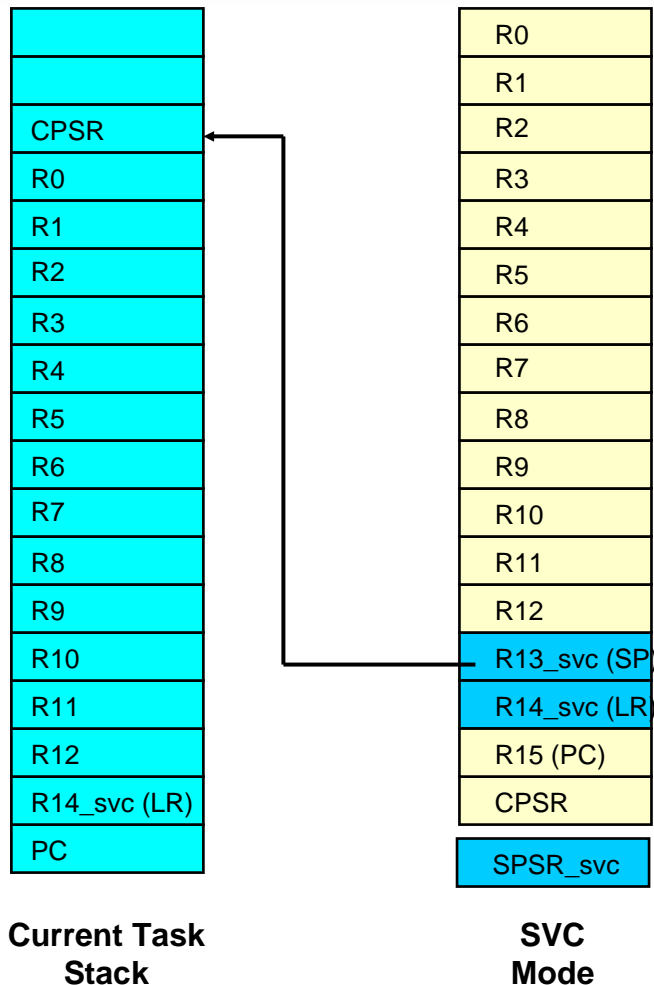 CPSR
R0
R1
R2
R3
R4
R5
R6
R7
R8
R9
R10
R11
R12
R14_svc (LR)
PC
Current Task
Stack
R0
R1
R2
R3
R4
R5
R6
R7
R8
R9
R10
R11
R12
R13_svc (SP)
R14_svc (LR)
R15 (PC)
CPSR
SPSR_svc
SVC
Mode